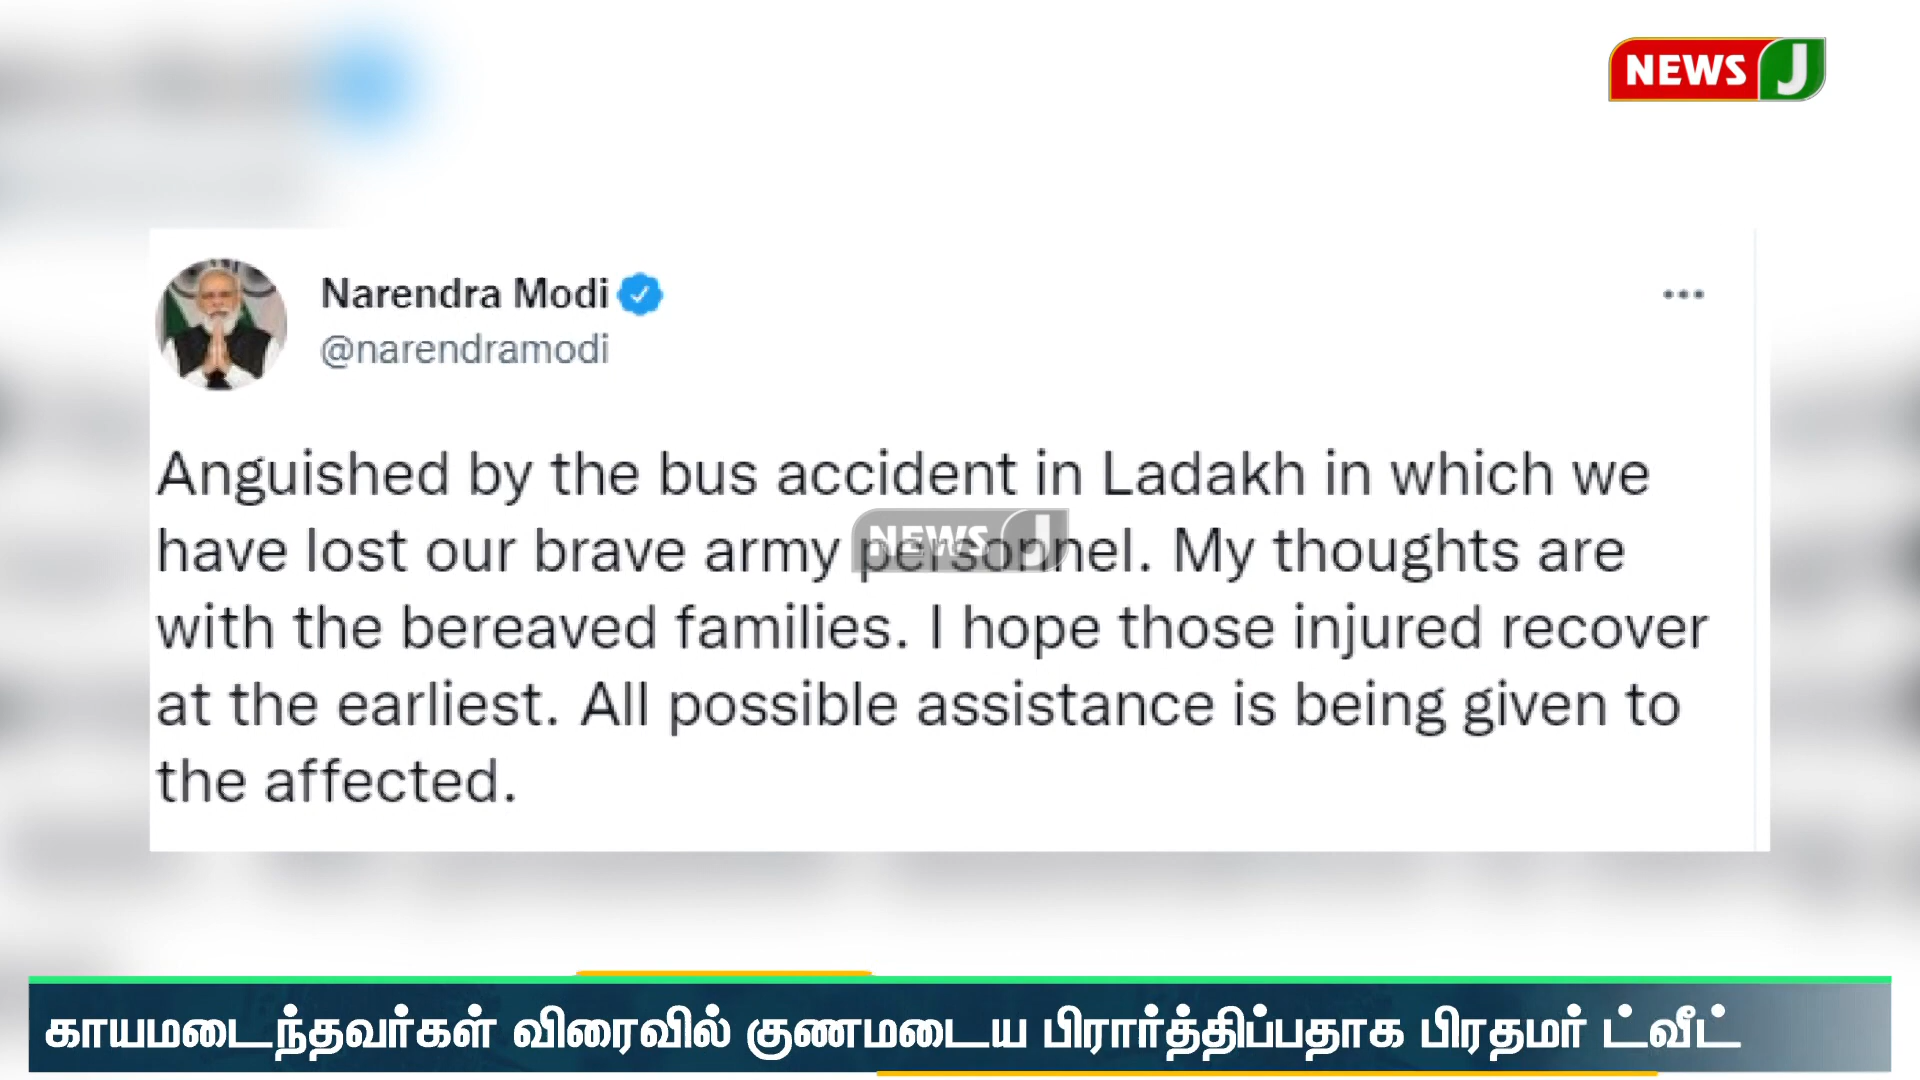 NEWS J
Narendra Modi
@narendramodi
Anguished by the bus accident in Ladakh in which we
have lost our brave army personnel. My thoughts are
with the bereaved families. I hope those injured recover
at the earliest. All possible assistance is being given to
the affected.
NEWS J
காயமடைந்தவர்கள் விரைவில் குணமடைய பிரார்த்திப்பதாக பிரதமர் ட்வீட்